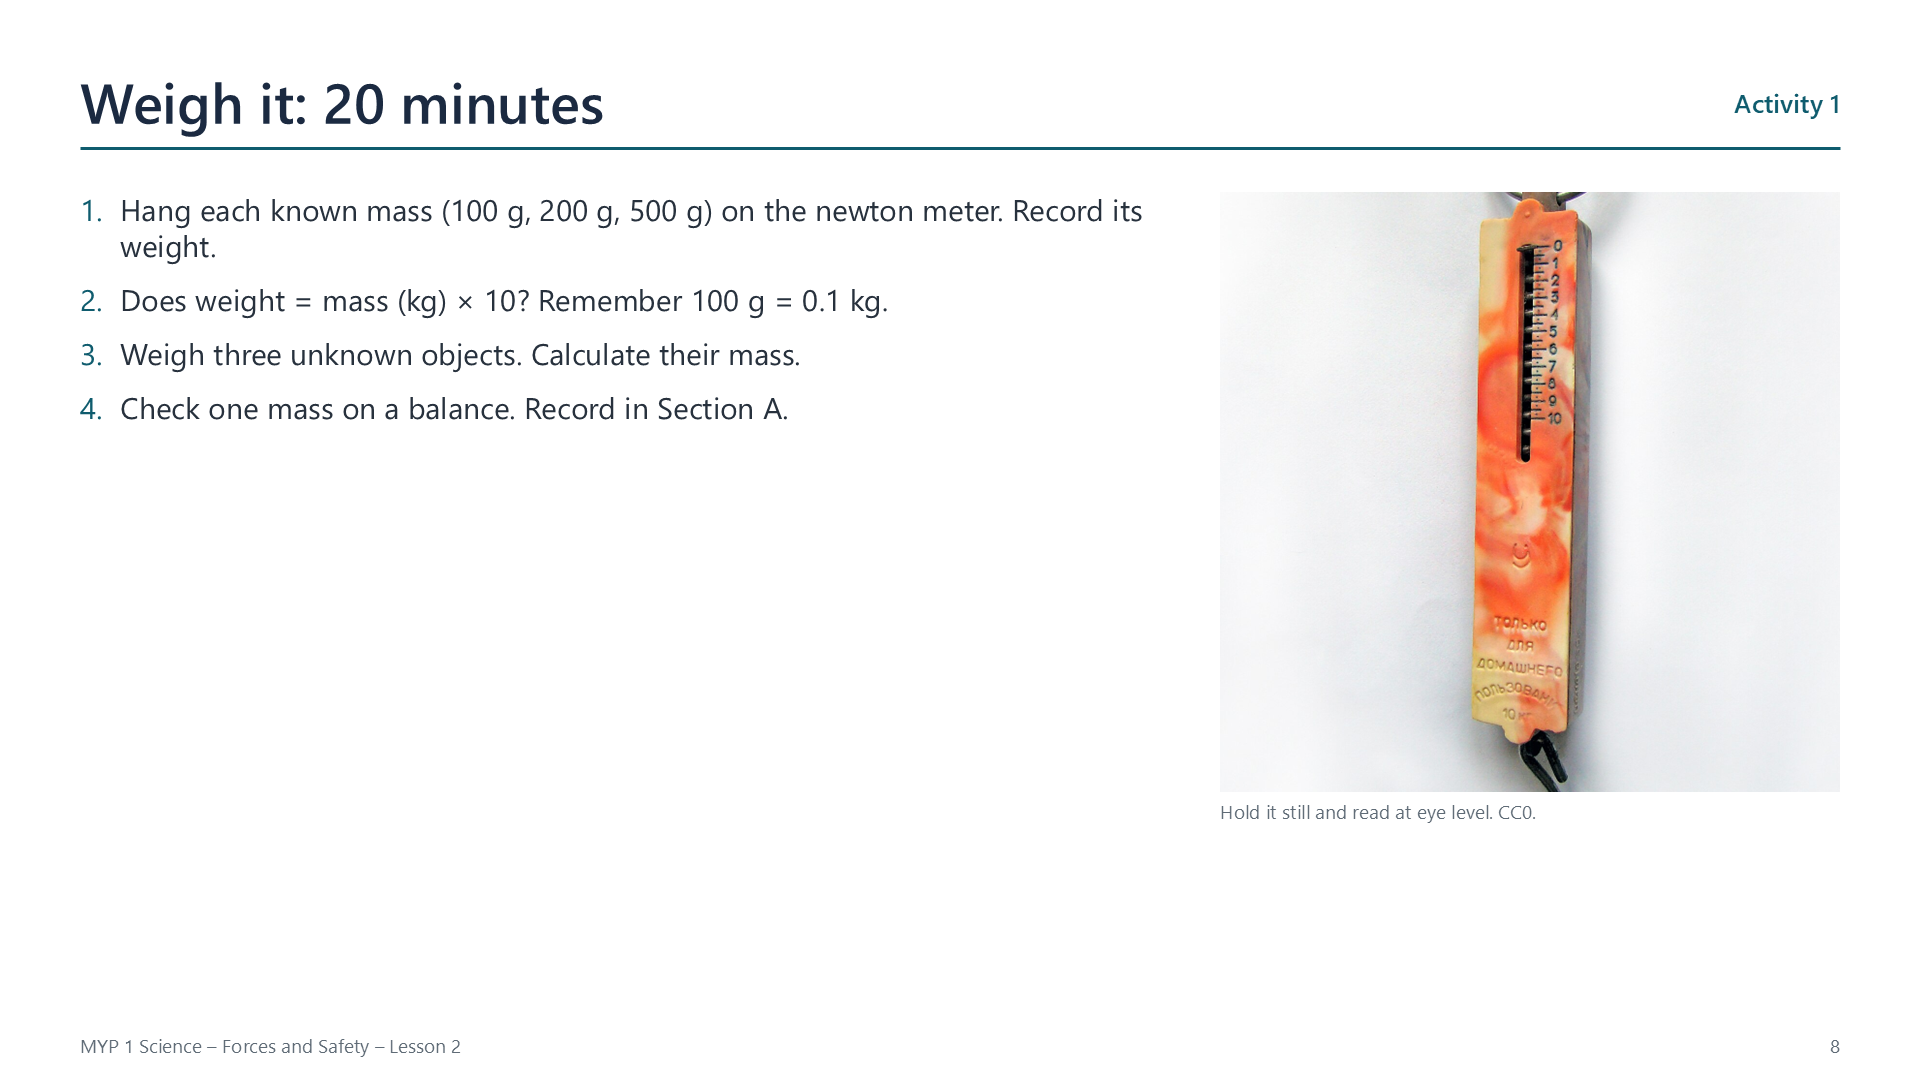 Weigh it: 20 minutes
Activity 1
1. Hang each known mass (100 g, 200 g, 500 g) on the newton meter. Record its
weight.
2. Does weight = mass (kg) × 10? Remember 100 g = 0.1 kg.
3. Weigh three unknown objects. Calculate their mass.
4. Check one mass on a balance. Record in Section A.
0
1
2
3
4
5
6
7
8
9
10
ТОЛЬКО
ДЛЯ
ДОМАШНЕГО
10 кг
Hold it still and read at eye level. CC0.
MYP 1 Science – Forces and Safety – Lesson 2
8